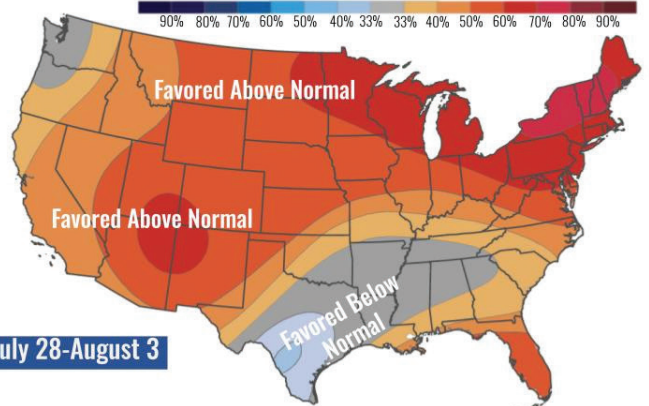 90% 80% 70% 60% 50% 40% 33% 33% 40% 50% 60% 70% 80% 90%
Favored Above Normal
Favored Above Normal
Favored Below
Normal
uly 28-August 3